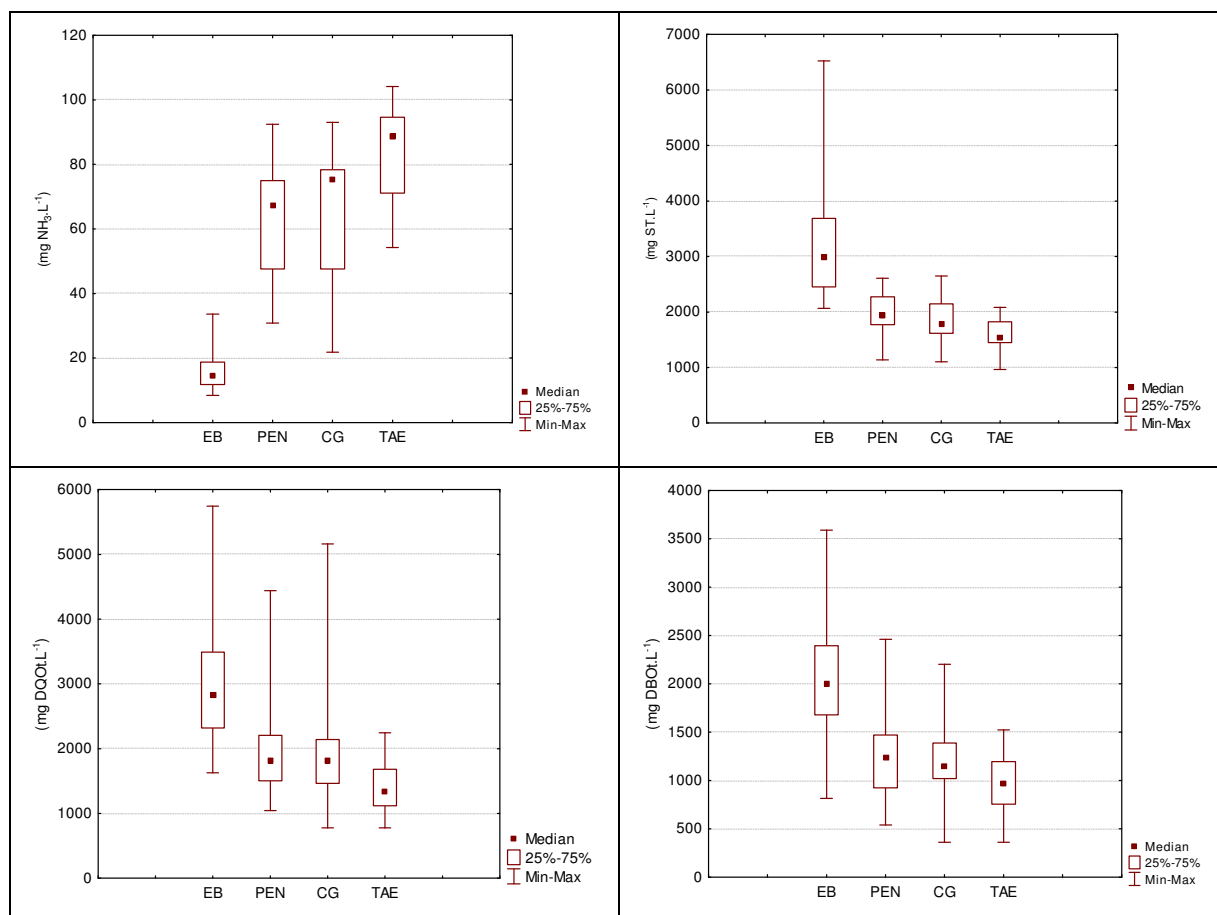 120
100
80
60
40
20
0
(mg NH₃.L⁻¹)
EB PEN CG TAE
Median
25%-75%
Min-Max
7000
6000
5000
4000
3000
2000
1000
0
(mg ST.L⁻¹)
EB PEN CG TAE
Median
25%-75%
Min-Max
6000
5000
4000
3000
2000
1000
0
(mg DQOt.L⁻¹)
EB PEN CG TAE
Median
25%-75%
Min-Max
4000
3500
3000
2500
2000
1500
1000
500
0
(mg DBOt.L⁻¹)
EB PEN CG TAE
Median
25%-75%
Min-Max